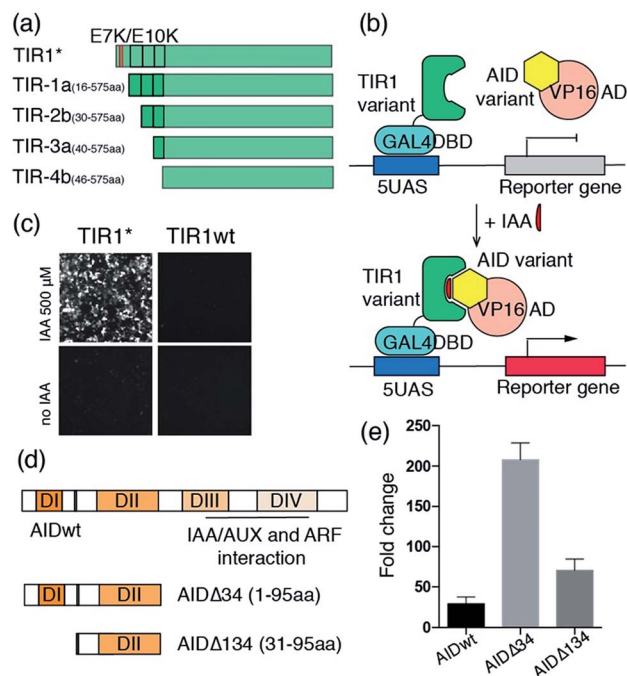 (a)
E7K/E10K
TIR1*
TIR-1a(16-575aa)
TIR-2b(30-575aa)
TIR-3a(40-575aa)
TIR-4b(46-575aa)
(b)
TIR1
variant
AID
variant
VP16 AD
GAL4DBD
5UAS
Reporter gene
+ IAA
TIR1
variant
AID variant
VP16 AD
GAL4DBD
5UAS
Reporter gene
(c)
TIR1*
TIR1wt
IAA 500 µM
no IAA
(d)
DI
DII
DIII
DIV
AIDwt
IAA/AUX and ARF
interaction
DI
DII
AIDΔ34 (1-95aa)
DII
AIDΔ134 (31-95aa)
(e)
Fold change
250
200
150
100
50
0
AIDwt
AIDΔ34
AIDΔ134